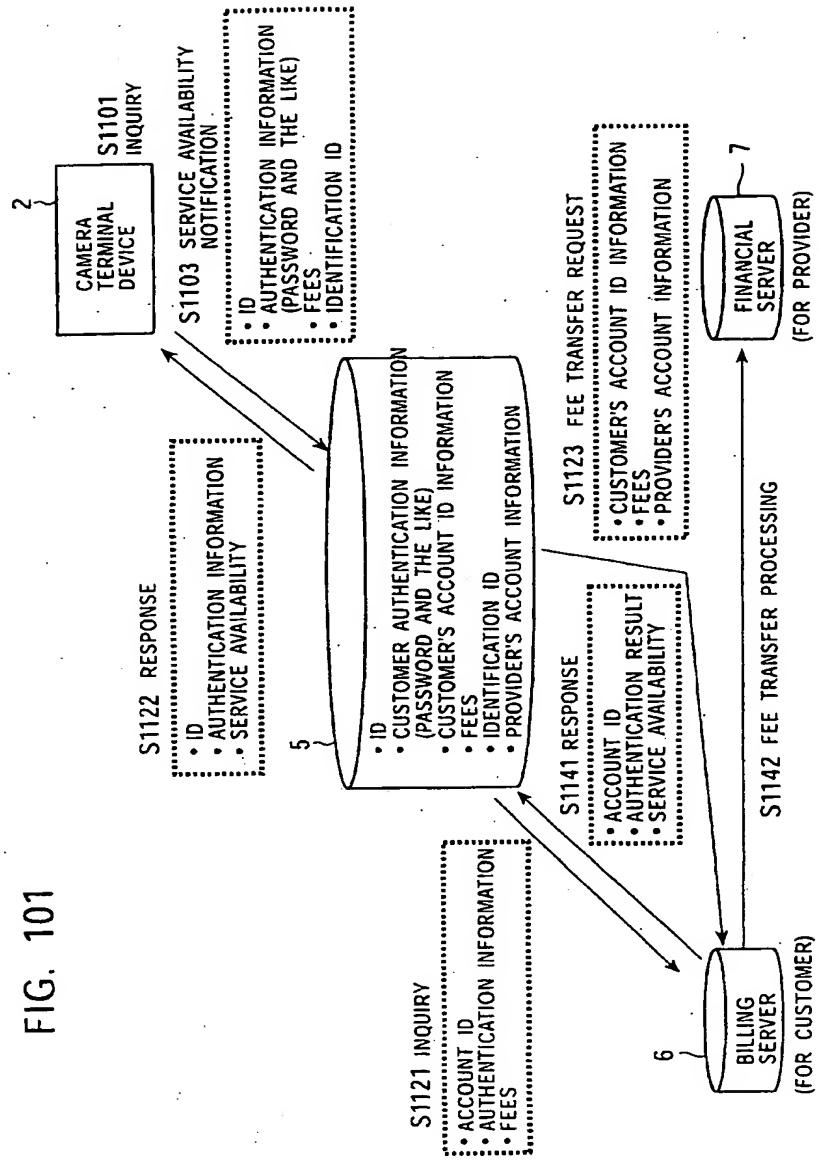 FIG. 101
2
CAMERA
TERMINAL
DEVICE
S1101
INQUIRY
S1103 SERVICE AVAILABILITY
NOTIFICATION
• ID
• AUTHENTICATION INFORMATION
(PASSWORD AND THE LIKE)
• FEES
• IDENTIFICATION ID
S1122 RESPONSE
• ID
• AUTHENTICATION INFORMATION
• SERVICE AVAILABILITY
5
• ID
• CUSTOMER AUTHENTICATION INFORMATION
(PASSWORD AND THE LIKE)
• CUSTOMER'S ACCOUNT ID INFORMATION
• FEES
• IDENTIFICATION ID
• PROVIDER'S ACCOUNT INFORMATION
S1121 INQUIRY
• ACCOUNT ID
• AUTHENTICATION INFORMATION
• FEES
S1141 RESPONSE
• ACCOUNT ID
• AUTHENTICATION RESULT
• SERVICE AVAILABILITY
S1123 FEE TRANSFER REQUEST
• CUSTOMER'S ACCOUNT ID INFORMATION
• FEES
• PROVIDER'S ACCOUNT INFORMATION
6
BILLING
SERVER
(FOR CUSTOMER)
S1142 FEE TRANSFER PROCESSING
7
FINANCIAL
SERVER
(FOR PROVIDER)